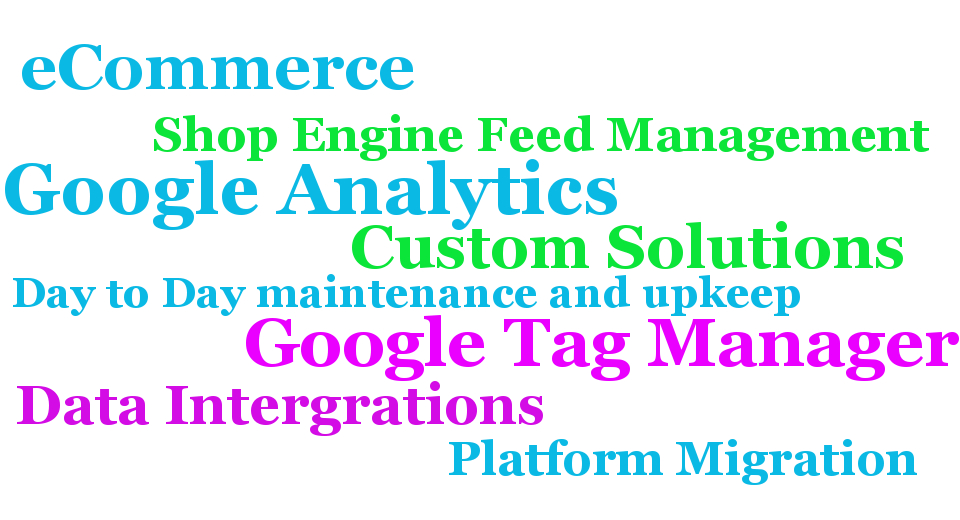 eCommerce
Shop Engine Feed Management
Google Analytics
Custom Solutions
Day to Day maintenance and upkeep
Google Tag Manager
Data Intergrations
Platform Migration